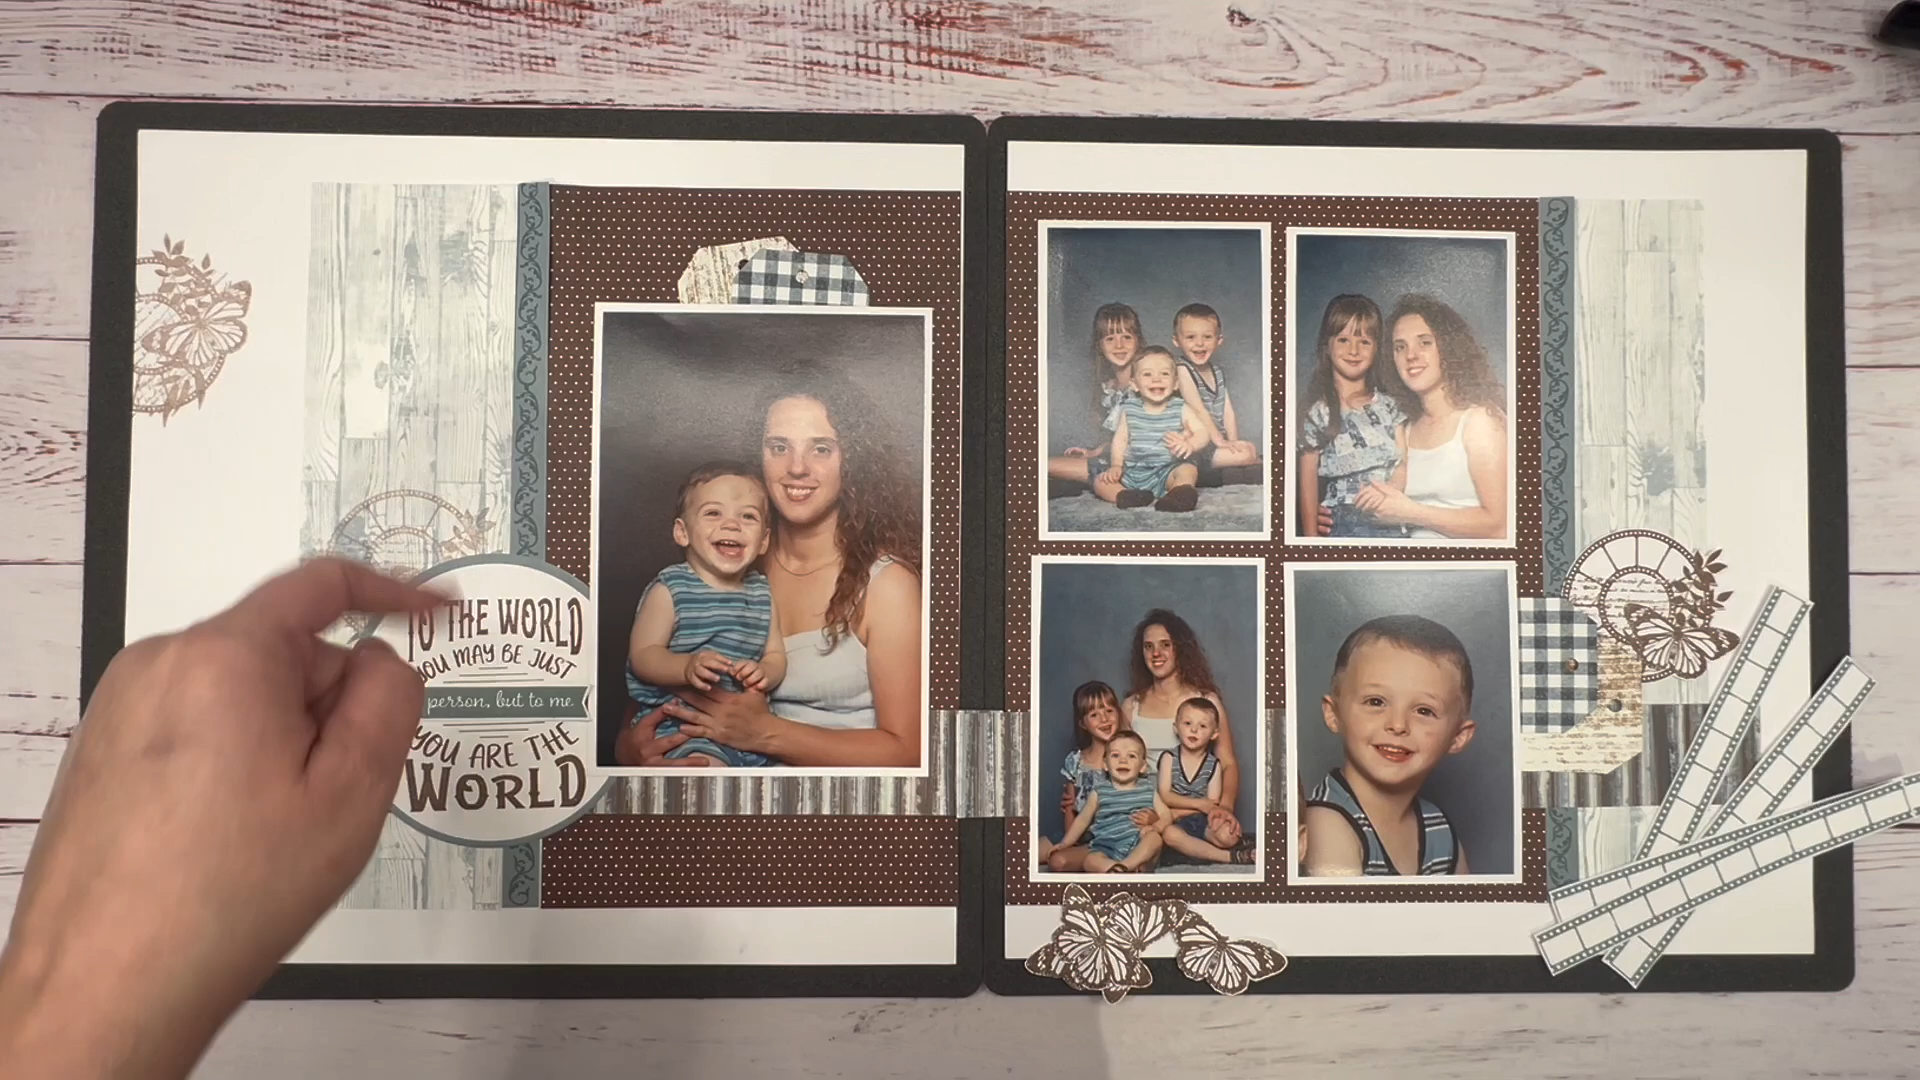 TO THE WORLD
YOU MAY BE JUST
person, but to me
YOU ARE THE
WORLD